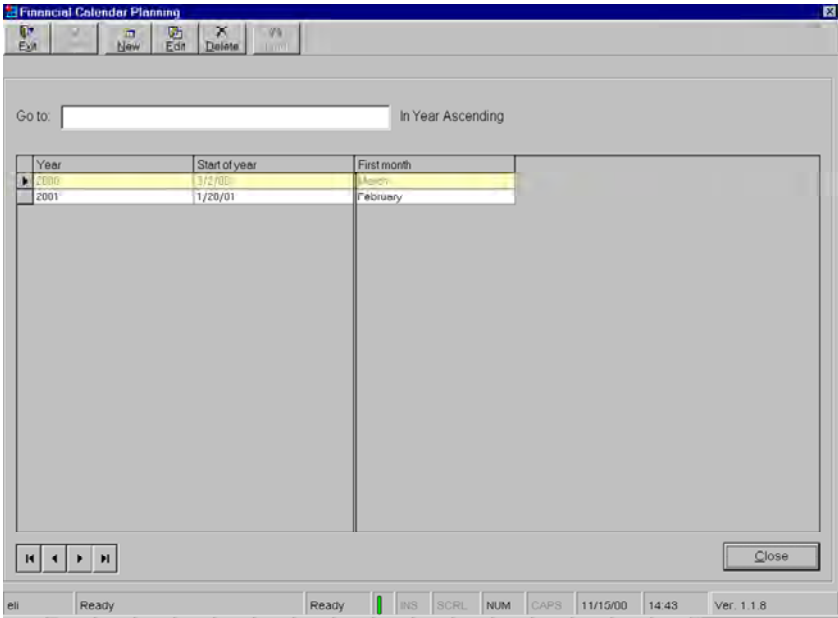 Financial Calendar Planning
Exit New Edit Delete
Go to: In Year Ascending
Year Start of year First month
2000 3/2/00 March
2001 1/20/01 February
Close
eli Ready Ready INS SCRL NUM CAPS 11/15/00 14:43 Ver. 1.1.8